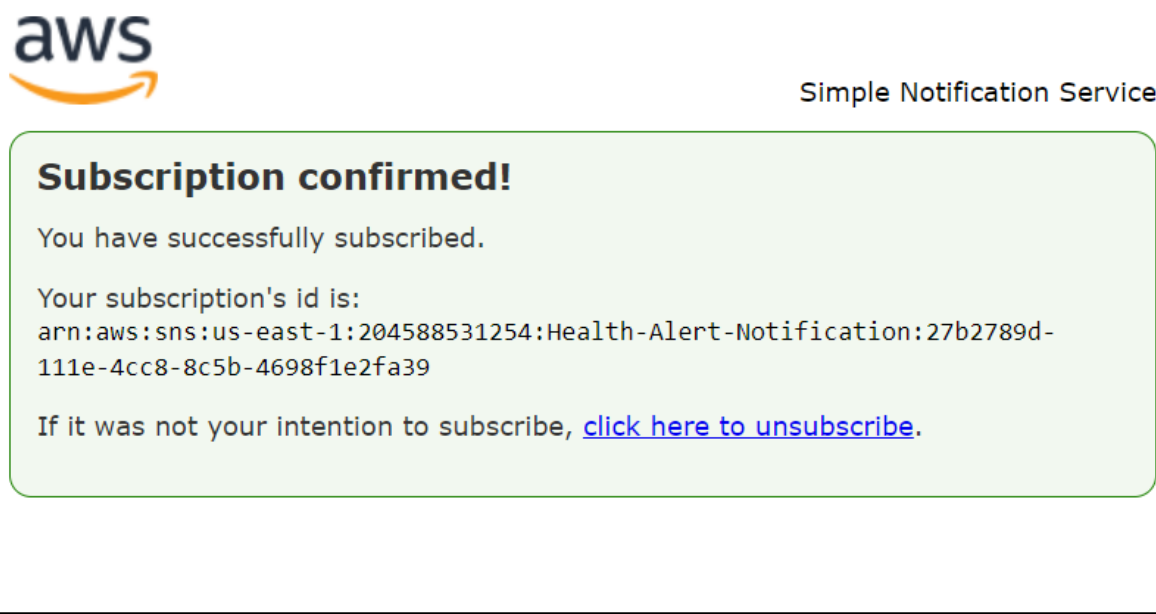 aws
Simple Notification Service
Subscription confirmed!
You have successfully subscribed.
Your subscription's id is:
arn:aws:sns:us-east-1:204588531254:Health-Alert-Notification:27b2789d-
111e-4cc8-8c5b-4698f1e2fa39
If it was not your intention to subscribe, click here to unsubscribe.